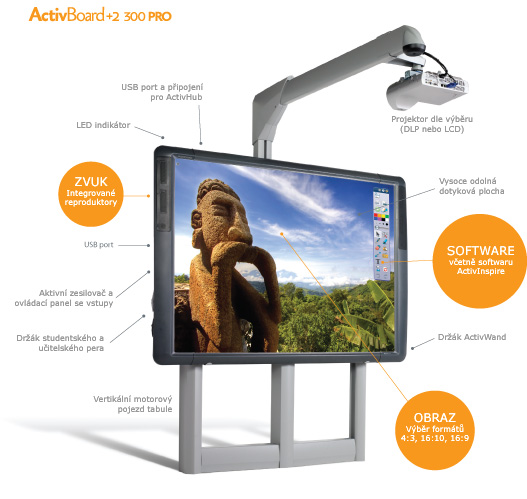 ActivBoard+2 300 PRO
USB port a připojení
pro ActivHub
LED indikátor
Projektor dle výběru
(DLP nebo LCD)
ZVUK
Integrované
reproduktory
Vysoce odolná
dotyková plocha
USB port
SOFTWARE
včetně softwaru
ActivInspire
Aktivní zesilovač a
ovládací panel se vstupy
Držák studentského a
učitelského pera
Držák ActivWand
Vertikální motorový
pojezd tabule
OBRAZ
Výběr formátů
4:3, 16:10, 16:9